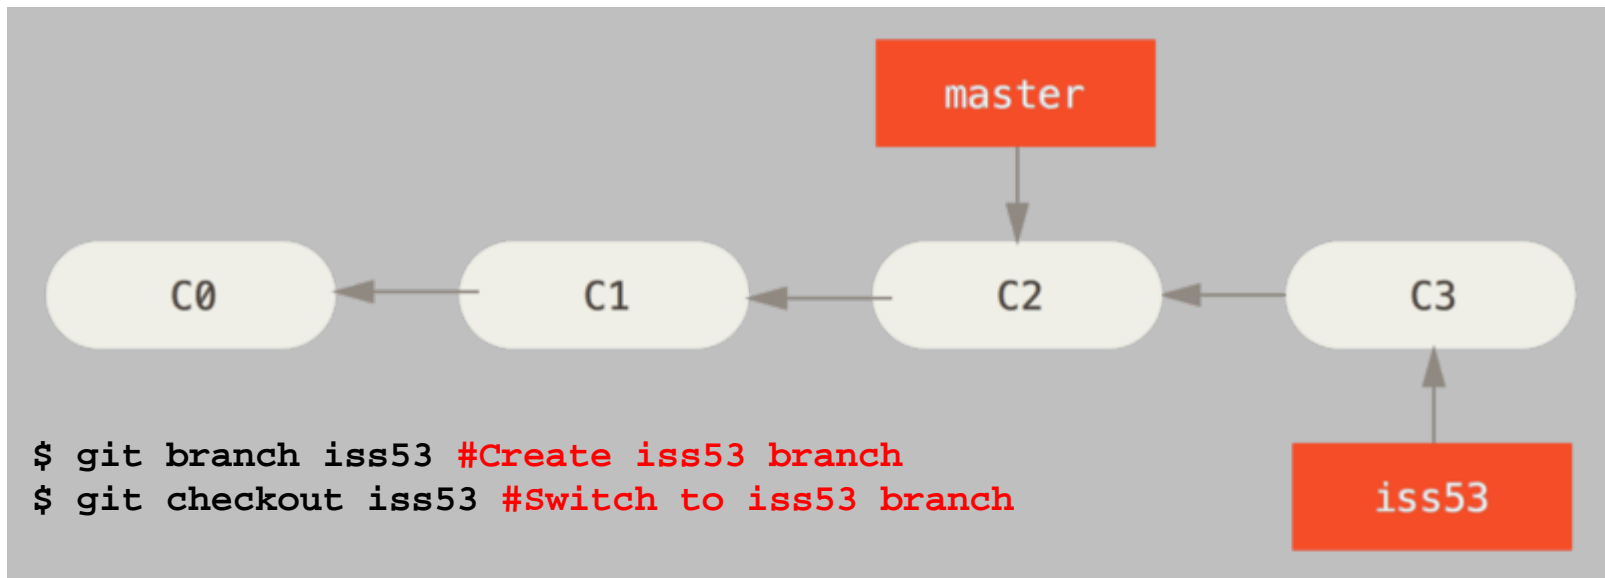 master
C0 C1 C2 C3
$ git branch iss53 #Create iss53 branch
$ git checkout iss53 #Switch to iss53 branch
iss53